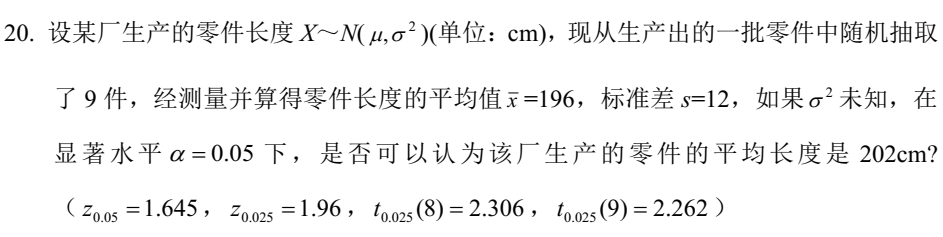 20. 设某厂生产的零件长度 X～N( μ,σ² )(单位：cm)，现从生产出的一批零件中随机抽取
了 9 件，经测量并算得零件长度的平均值 x̄ =196，标准差 s=12，如果 σ² 未知，在
显著水平 α = 0.05 下，是否可以认为该厂生产的零件的平均长度是 202cm?
（ z₀.₀₅ =1.645， z₀.₀₂₅ =1.96， t₀.₀₂₅(8) = 2.306， t₀.₀₂₅(9) = 2.262 ）